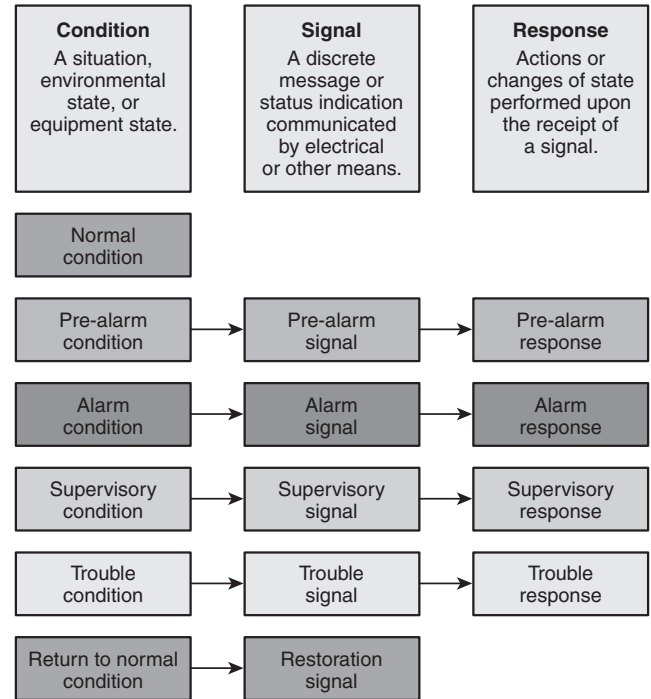 Condition
A situation,
environmental
state, or
equipment state.
Signal
A discrete
message or
status indication
communicated
by electrical
or other means.
Response
Actions or
changes of state
performed upon
the receipt of
a signal.
Normal
condition
Pre-alarm
condition
Pre-alarm
signal
Pre-alarm
response
Alarm
condition
Alarm
signal
Alarm
response
Supervisory
condition
Supervisory
signal
Supervisory
response
Trouble
condition
Trouble
signal
Trouble
response
Return to normal
condition
Restoration
signal